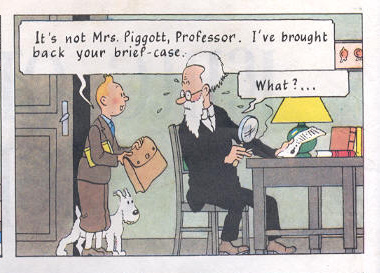 It's not Mrs. Piggott, Professor. I've brought
back your brief-case.
What?...